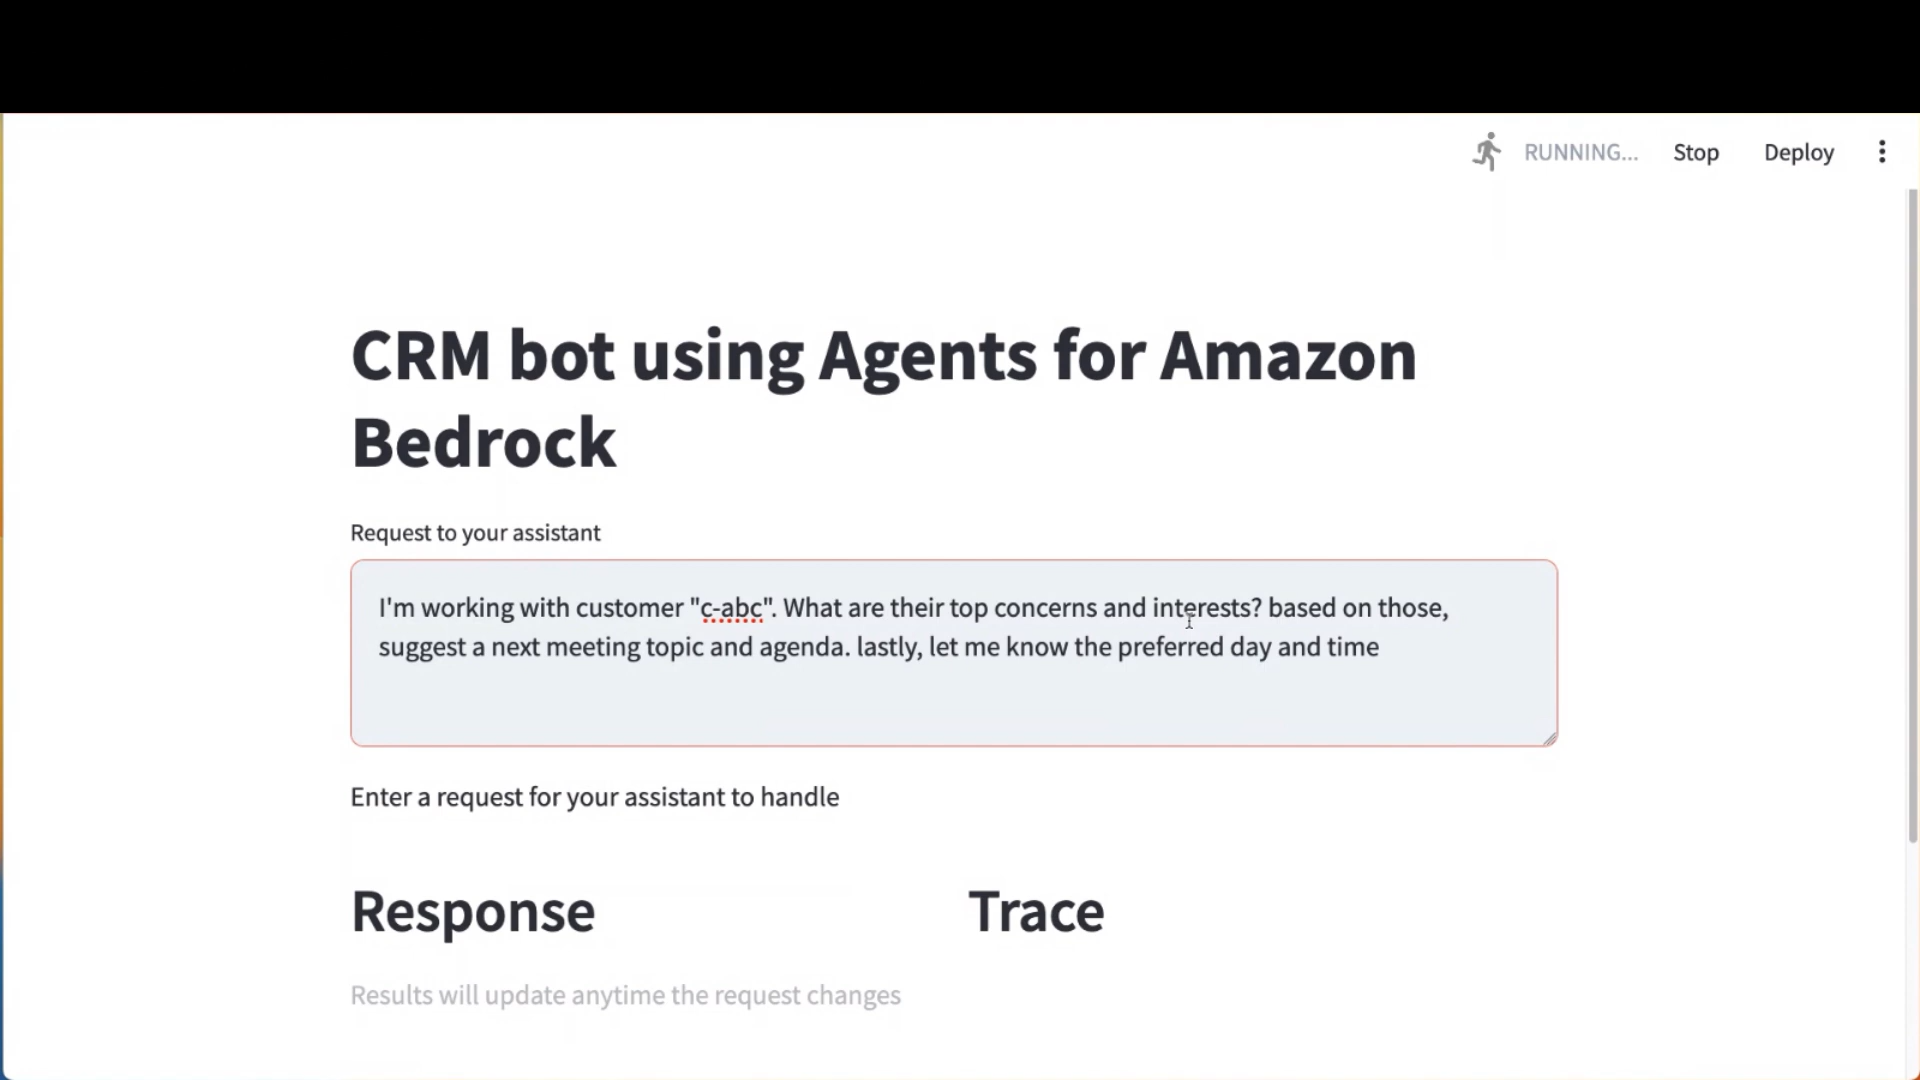 RUNNING...
Stop
Deploy
CRM bot using Agents for Amazon
Bedrock
Request to your assistant
I'm working with customer "c-abc". What are their top concerns and interests? based on those,
suggest a next meeting topic and agenda. lastly, let me know the preferred day and time
Enter a request for your assistant to handle
Response
Trace
Results will update anytime the request changes